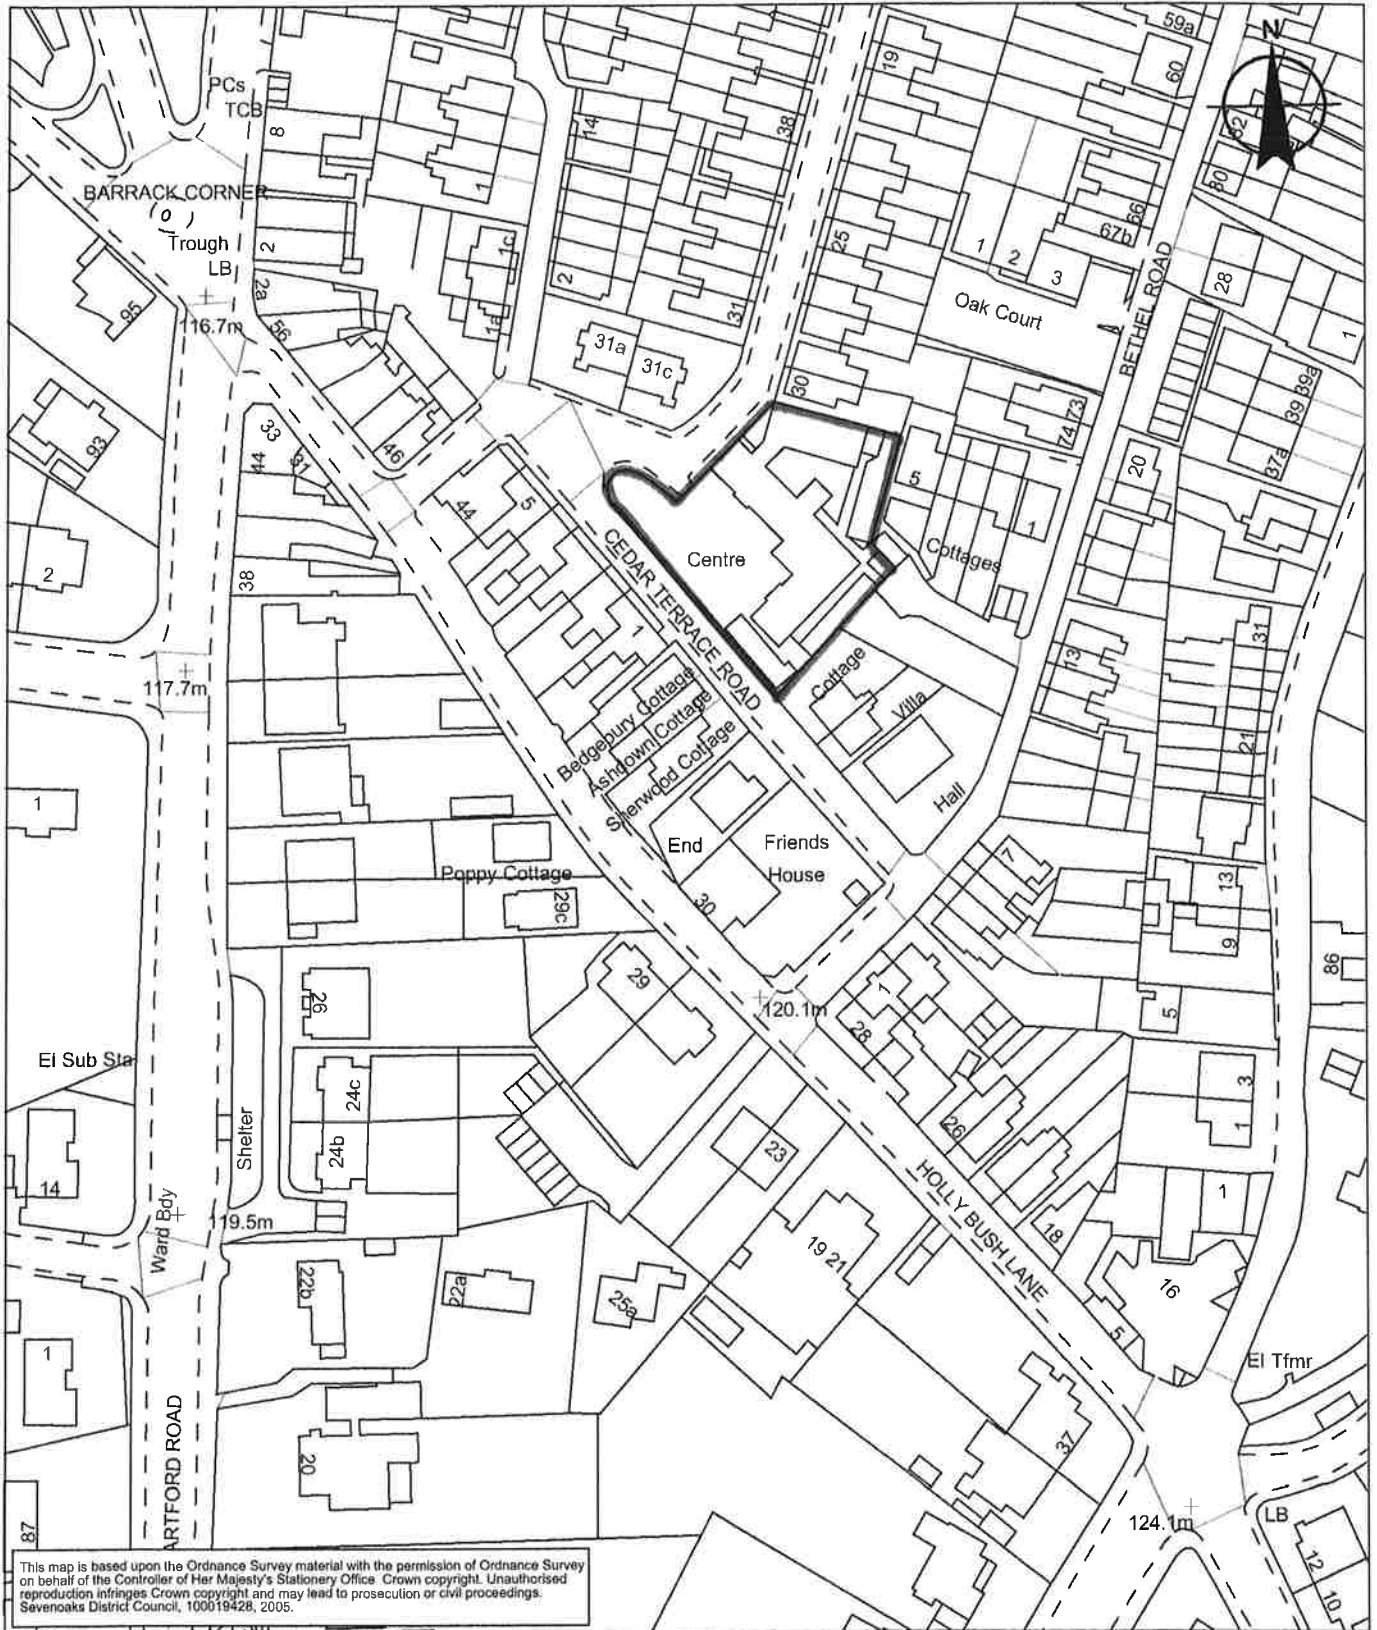 59a
N
60
PCs
TCB
19
8
14
38
62
80
1
BARRACK CORNER
Trough
LB
2
1c
66
67b
25
1
2
3
2a
2
28
95
116.7m
56
1a
31
Oak Court
BETHEL ROAD
1
31a
31c
30
39a
39
73
74
37a
93
33
44
31
46
20
44
5
5
1
Centre
Cottages
CEDAR TERRACE ROAD
2
38
1
31
13
117.7m
Cottage
Villa
Bedgebury Cottage
Ashdown Cottage
Sherwood Cottage
21
1
Hall
End
Friends
House
7
Poppy Cottage
29c
30
13
9
86
29
26
120.1m
1
28
5
El Sub Sta
24c
3
Shelter
24b
23
26
1
14
HOLLY BUSH LANE
1
Ward Bdy
119.5m
18
19 21
22b
22a
25a
16
5
1
El Tfmr
ARTFORD ROAD
20
37
87
124.1m
LB
12
10
This map is based upon the Ordnance Survey material with the permission of Ordnance Survey
on behalf of the Controller of Her Majesty's Stationery Office Crown copyright. Unauthorised
reproduction infringes Crown copyright and may lead to prosecution or civil proceedings.
Sevenoaks District Council, 100019428, 2005.